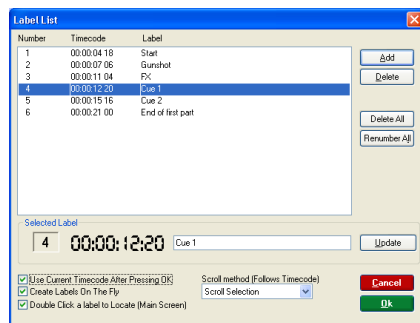 Label List
Number Timecode Label
1 00:00:04 18 Start
2 00:00:07 06 Gunshot
3 00:00:11 04 FX
4 00:00:12 20 Cue 1
5 00:00:15 16 Cue 2
6 00:00:21 00 End of first part
Add
Delete
Delete All
Renumber All
Selected Label
4 00:00:12:20 Cue 1 Update
Use Current Timecode After Pressing OK
Create Labels On The Fly
Double Click a label to Locate (Main Screen)
Scroll method (Follows Timecode)
Scroll Selection
Cancel
Ok